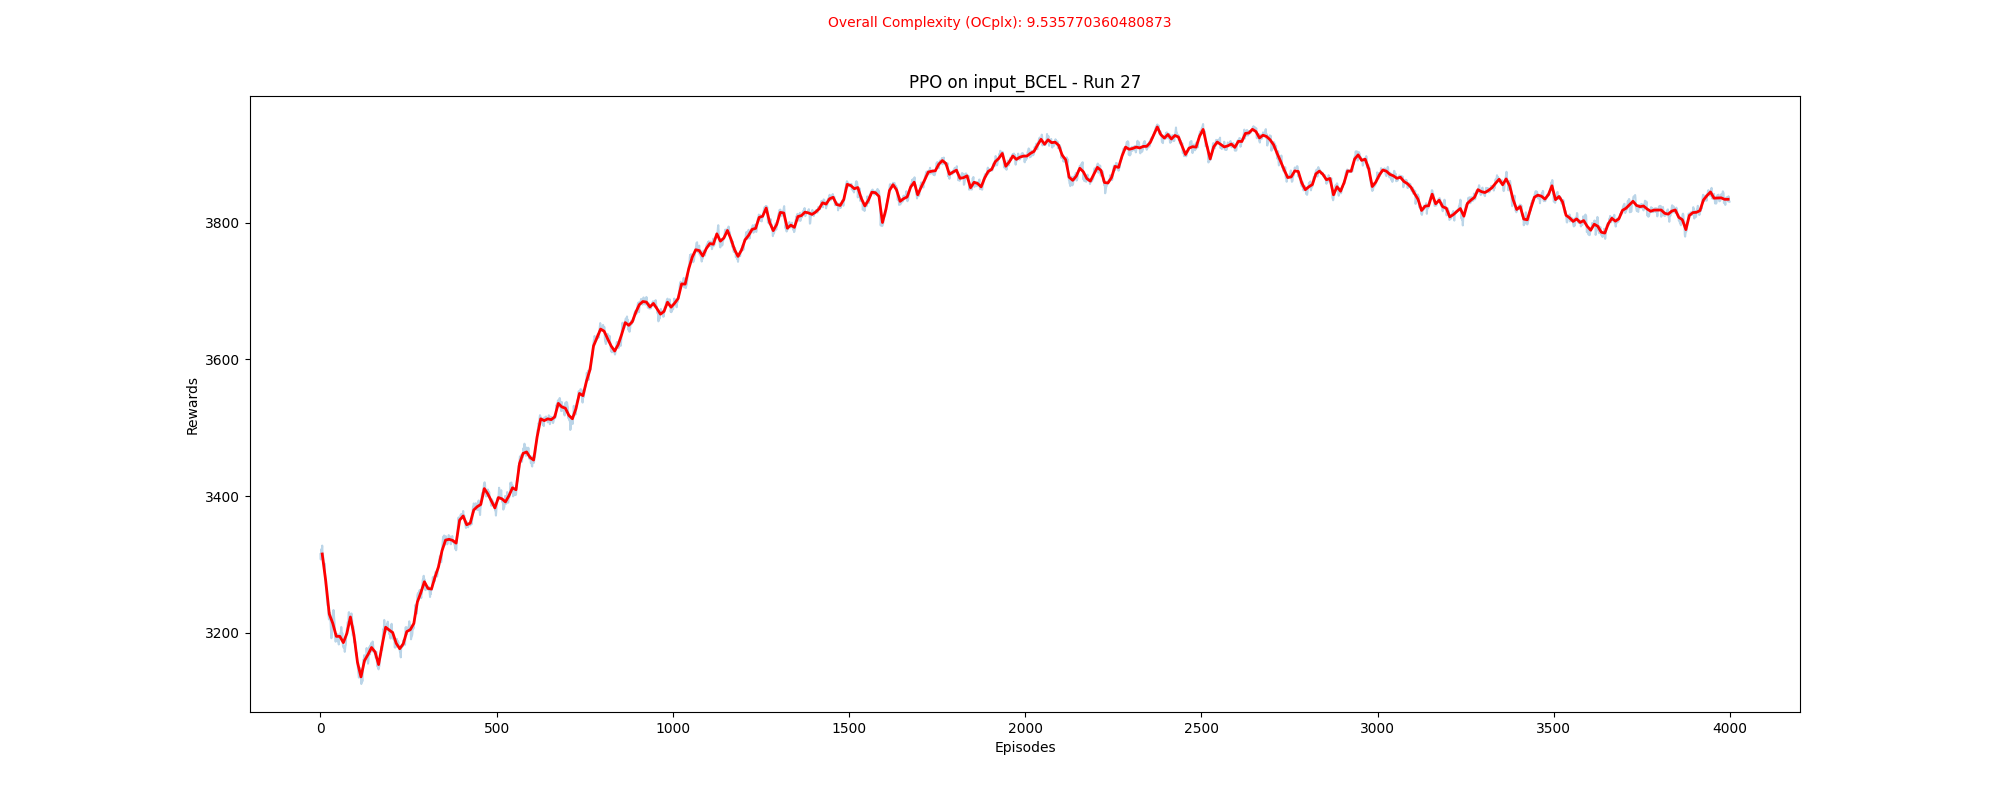 Overall Complexity (OCplx): 9.535770360480873
PPO on input_BCEL - Run 27
3800
3600
3400
3200
Rewards
0 500 1000 1500 2000 2500 3000 3500 4000
Episodes